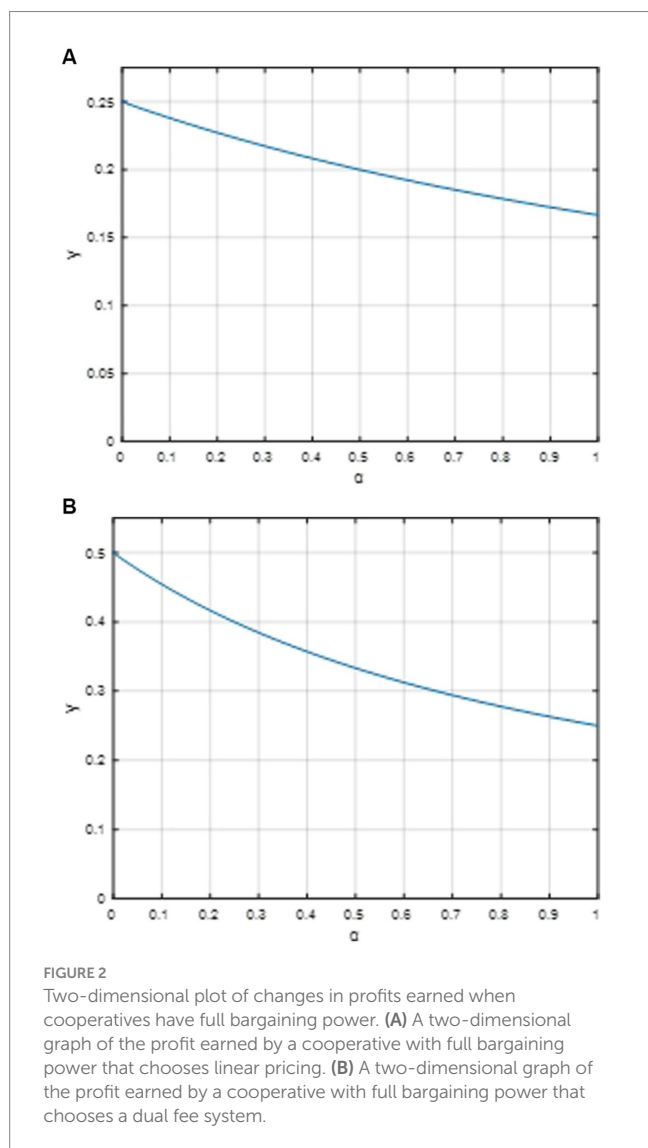 A
0.25
0.2
0.15
0.1
0.05
0
γ
0 0.1 0.2 0.3 0.4 0.5 0.6 0.7 0.8 0.9 1
α
B
0.5
0.4
0.3
0.2
0.1
0
γ
0 0.1 0.2 0.3 0.4 0.5 0.6 0.7 0.8 0.9 1
α
FIGURE 2
Two-dimensional plot of changes in profits earned when
cooperatives have full bargaining power. (A) A two-dimensional
graph of the profit earned by a cooperative with full bargaining
power that chooses linear pricing. (B) A two-dimensional graph of
the profit earned by a cooperative with full bargaining power that
chooses a dual fee system.